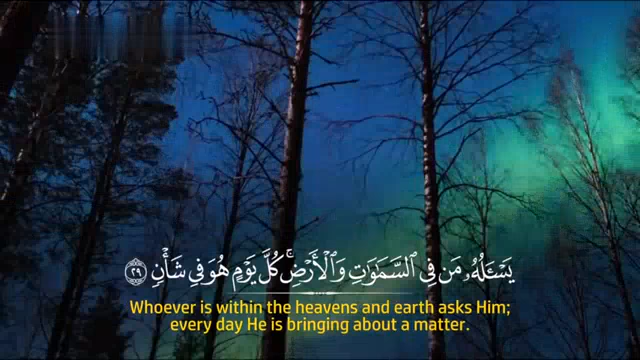 يَسْـَٔلُهُۥ مَن فِى ٱلسَّمَـٰوَٰتِ وَٱلْأَرْضِ ۚ كُلَّ يَوْمٍ هُوَ فِى شَأْنٍ ٢٩
Whoever is within the heavens and earth asks Him;
every day He is bringing about a matter.